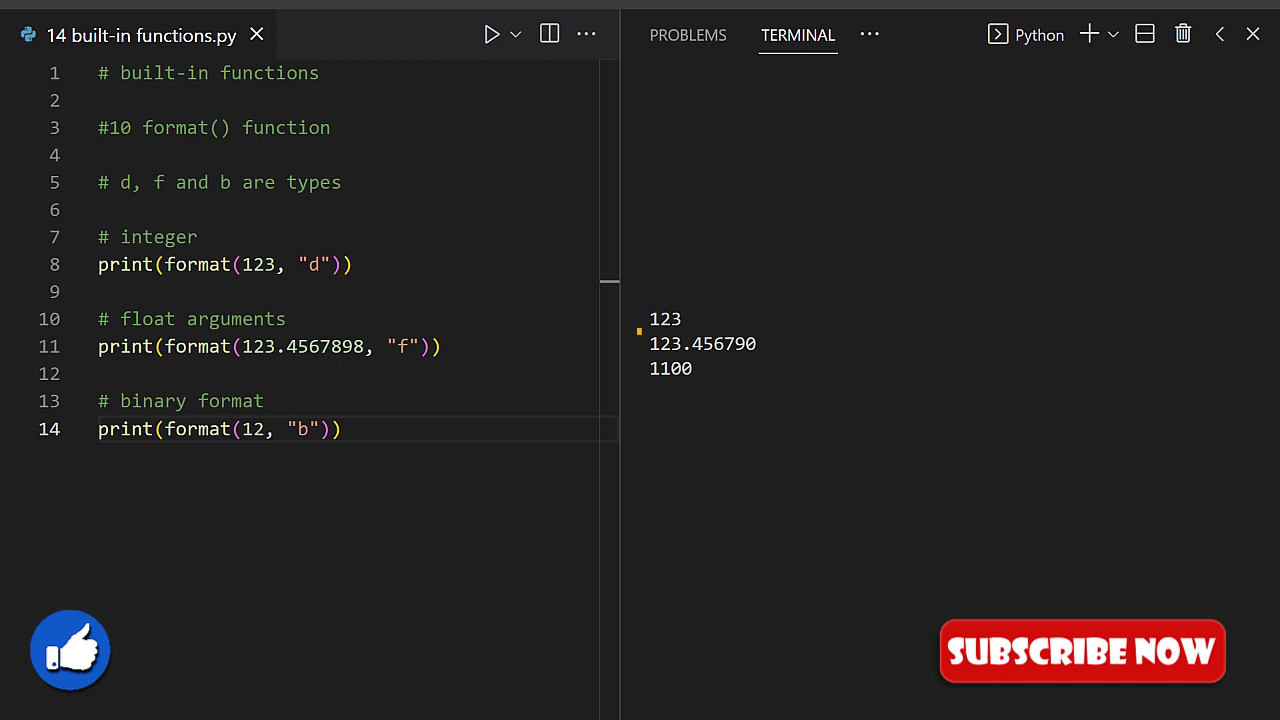 14 built-in functions.py
PROBLEMS TERMINAL Python
1 # built-in functions
2
3 #10 format() function
4
5 # d, f and b are types
6
7 # integer
8 print(format(123, "d"))
9
10 # float arguments
11 print(format(123.4567898, "f"))
12
13 # binary format
14 print(format(12, "b"))
123
123.456790
1100
SUBSCRIBE NOW